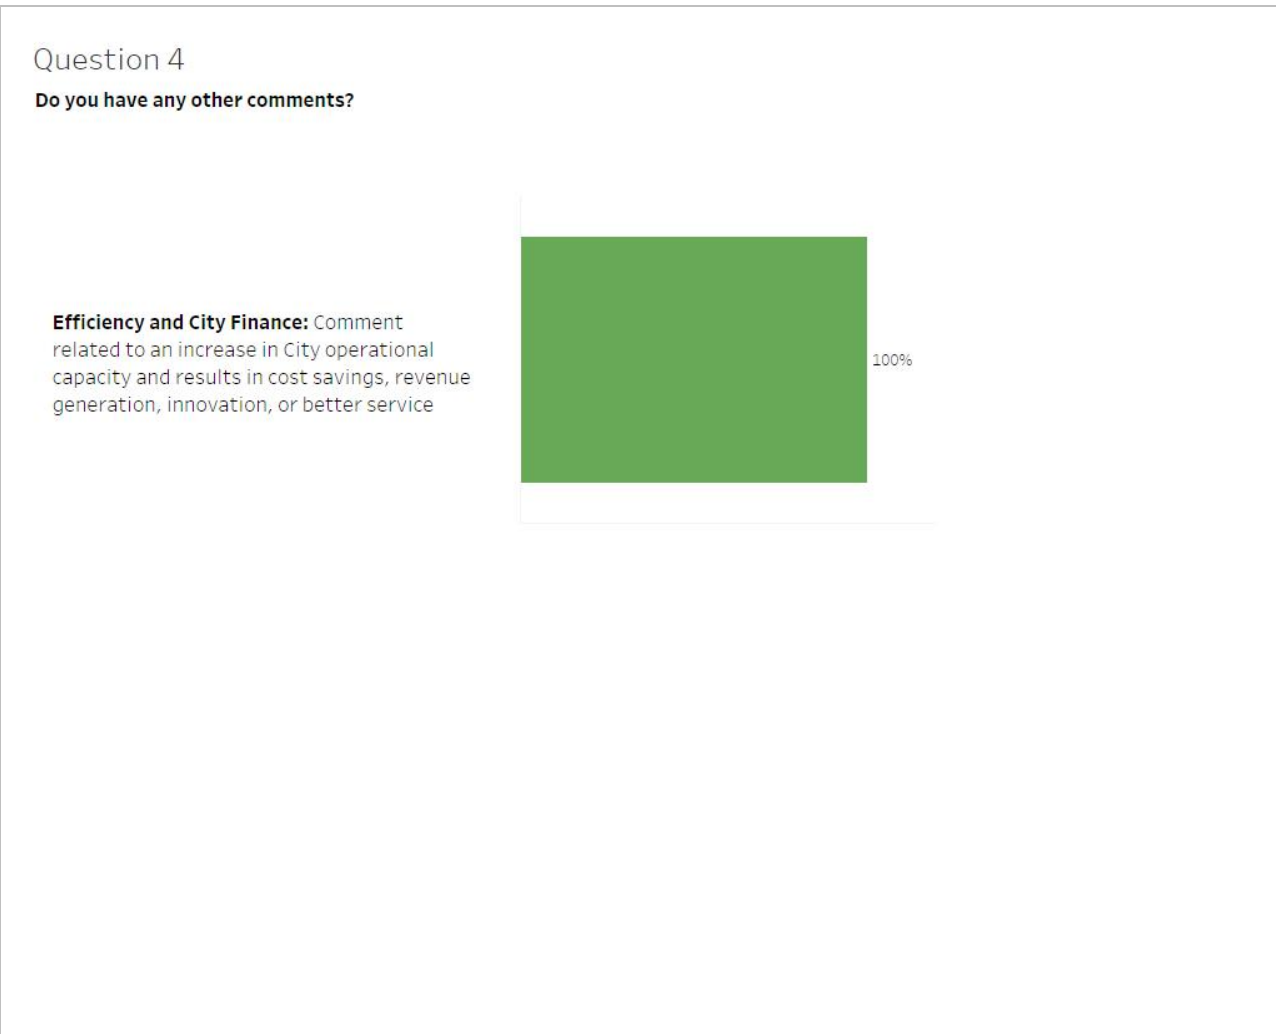 Question 4
Do you have any other comments?
Efficiency and City Finance: Comment
related to an increase in City operational
capacity and results in cost savings, revenue
generation, innovation, or better service
100%